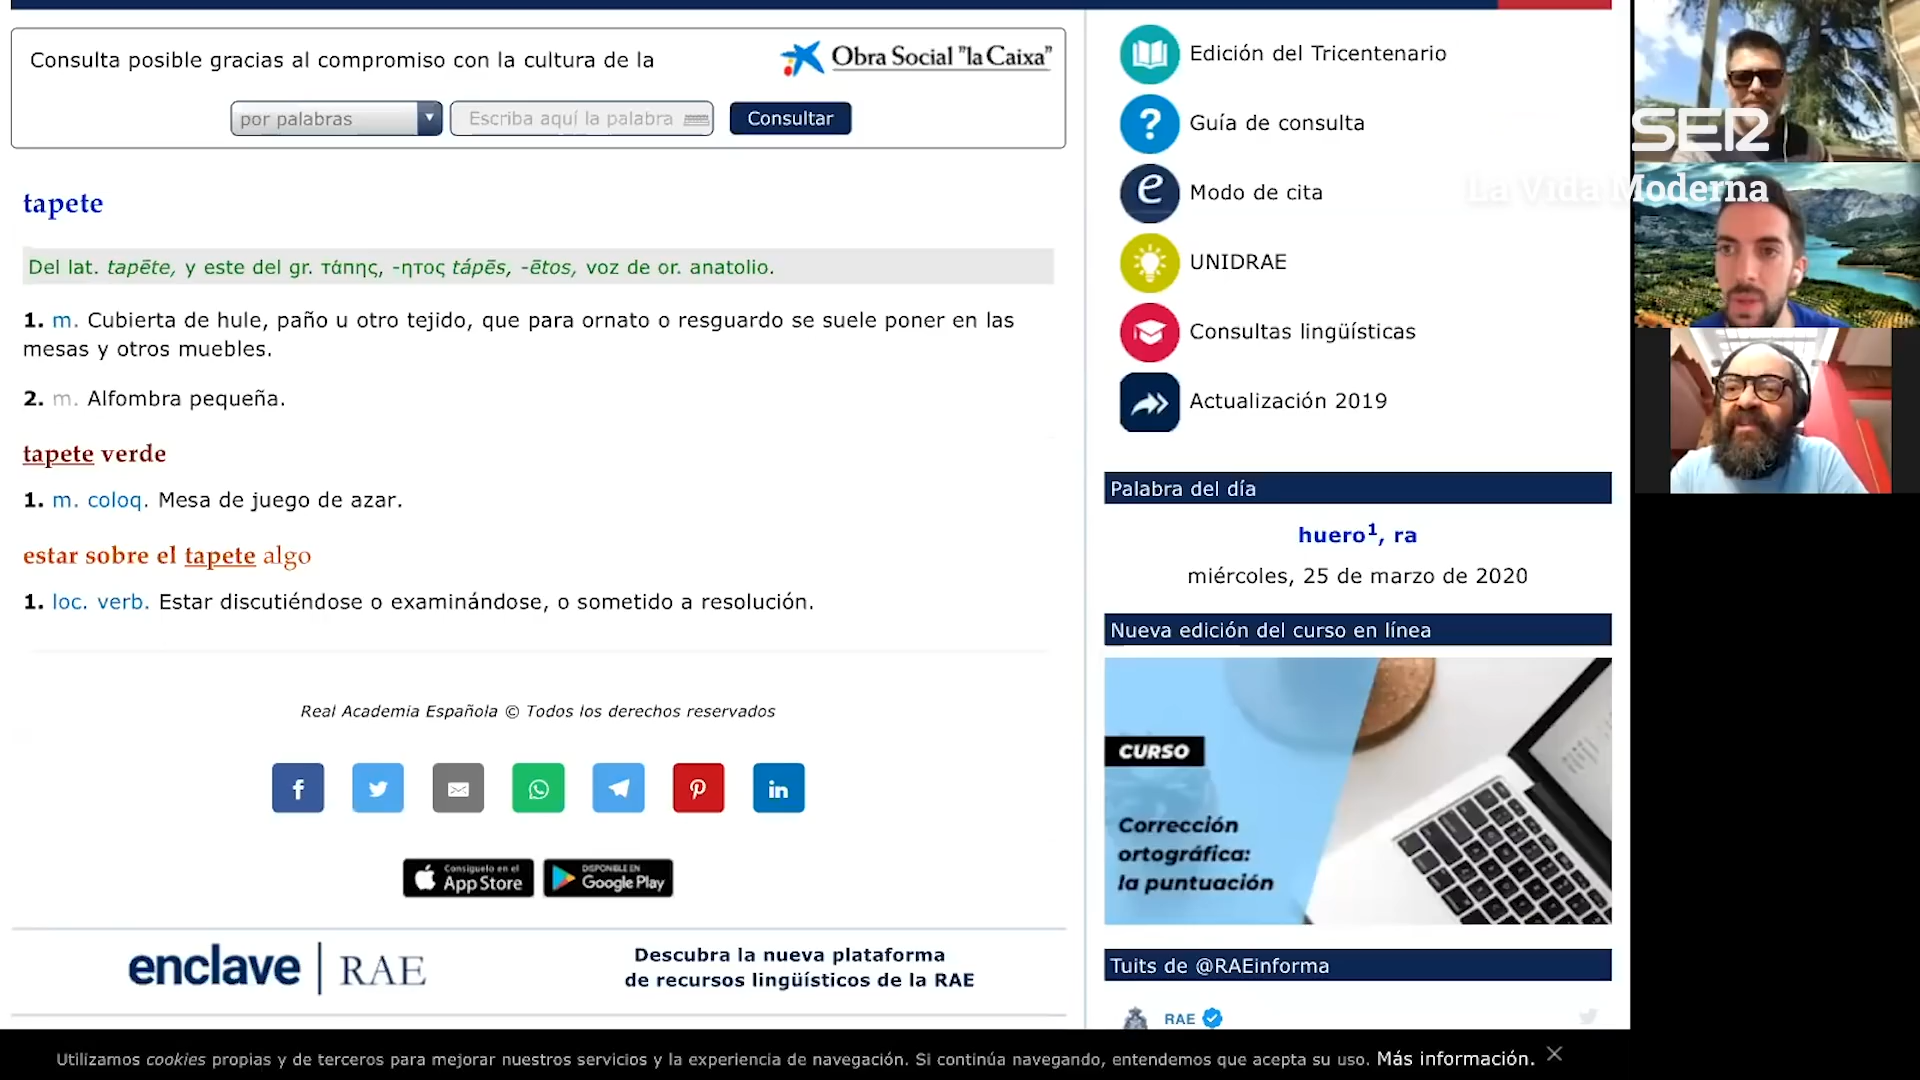 Consulta posible gracias al compromiso con la cultura de la
Obra Social "la Caixa"
por palabras
Escriba aquí la palabra
Consultar
tapete
Del lat. tapēte, y este del gr. τάπης, -ητος tápēs, -ētos, voz de or. anatolio.
1. m. Cubierta de hule, paño u otro tejido, que para ornato o resguardo se suele poner en las
mesas y otros muebles.
2. m. Alfombra pequeña.
tapete verde
1. m. coloq. Mesa de juego de azar.
estar sobre el tapete algo
1. loc. verb. Estar discutiéndose o examinándose, o sometido a resolución.
Real Academia Española © Todos los derechos reservados
Consíguelo en el
App Store
DISPONIBLE EN
Google Play
enclave | RAE
Descubra la nueva plataforma
de recursos lingüísticos de la RAE
Edición del Tricentenario
Guía de consulta
Modo de cita
UNIDRAE
Consultas lingüísticas
Actualización 2019
Palabra del día
huero¹, ra
miércoles, 25 de marzo de 2020
Nueva edición del curso en línea
CURSO
Corrección
ortográfica:
la puntuación
Tuits de @RAEinforma
RAE
SER
La Vida Moderna
Utilizamos cookies propias y de terceros para mejorar nuestros servicios y la experiencia de navegación. Si continúa navegando, entendemos que acepta su uso. Más información.